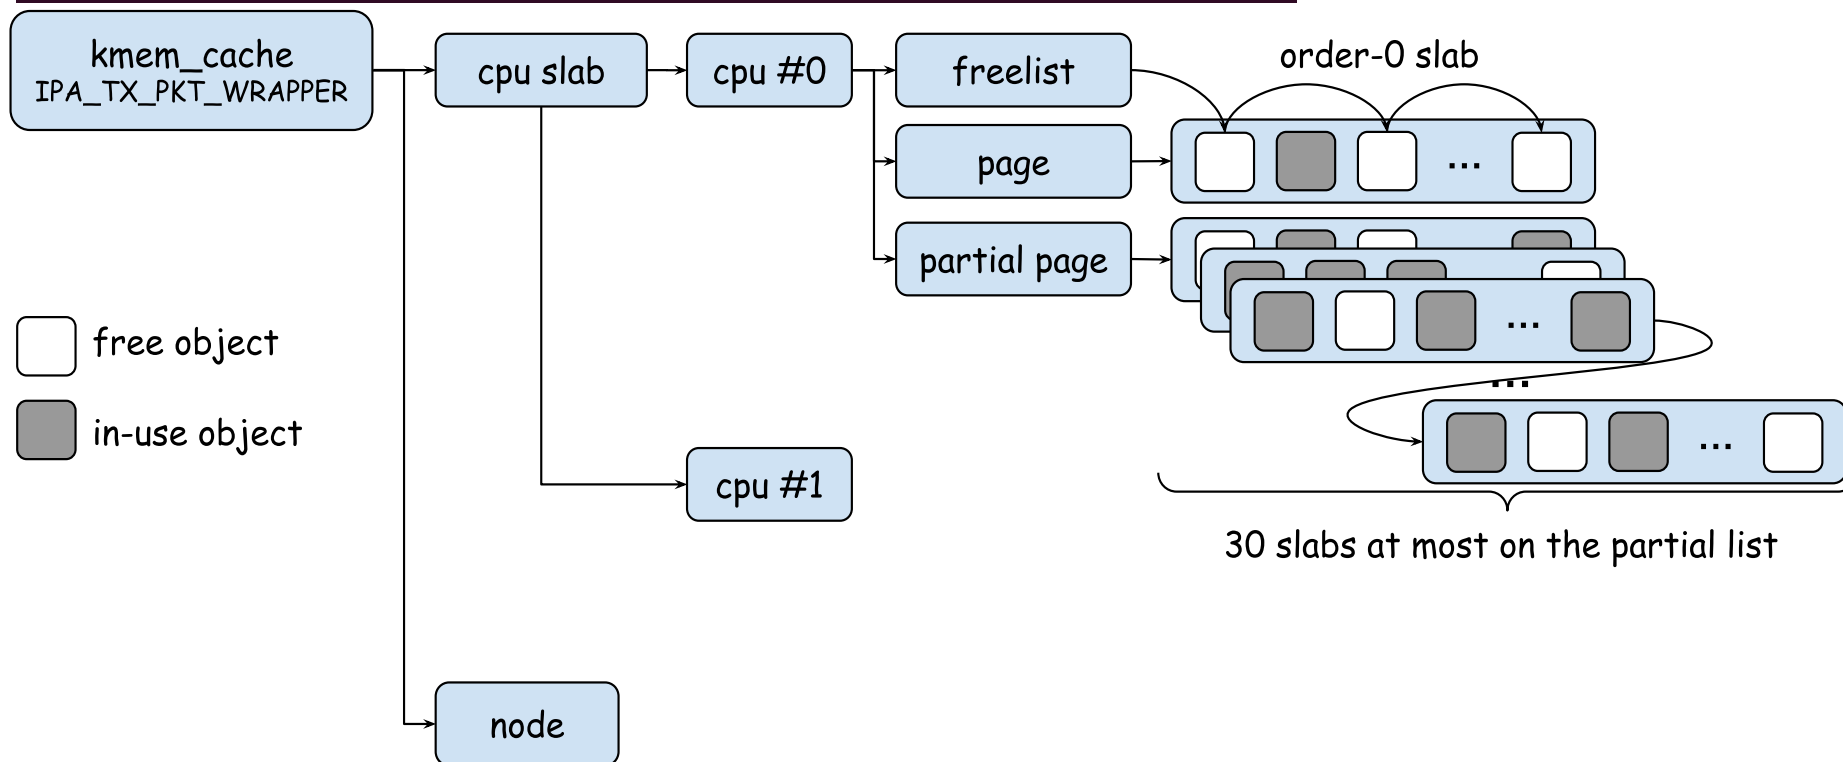 kmem_cache
IPA_TX_PKT_WRAPPER
cpu slab
cpu #0
freelist
order-0 slab
page
...
partial page
free object
...
...
in-use object
...
cpu #1
30 slabs at most on the partial list
node